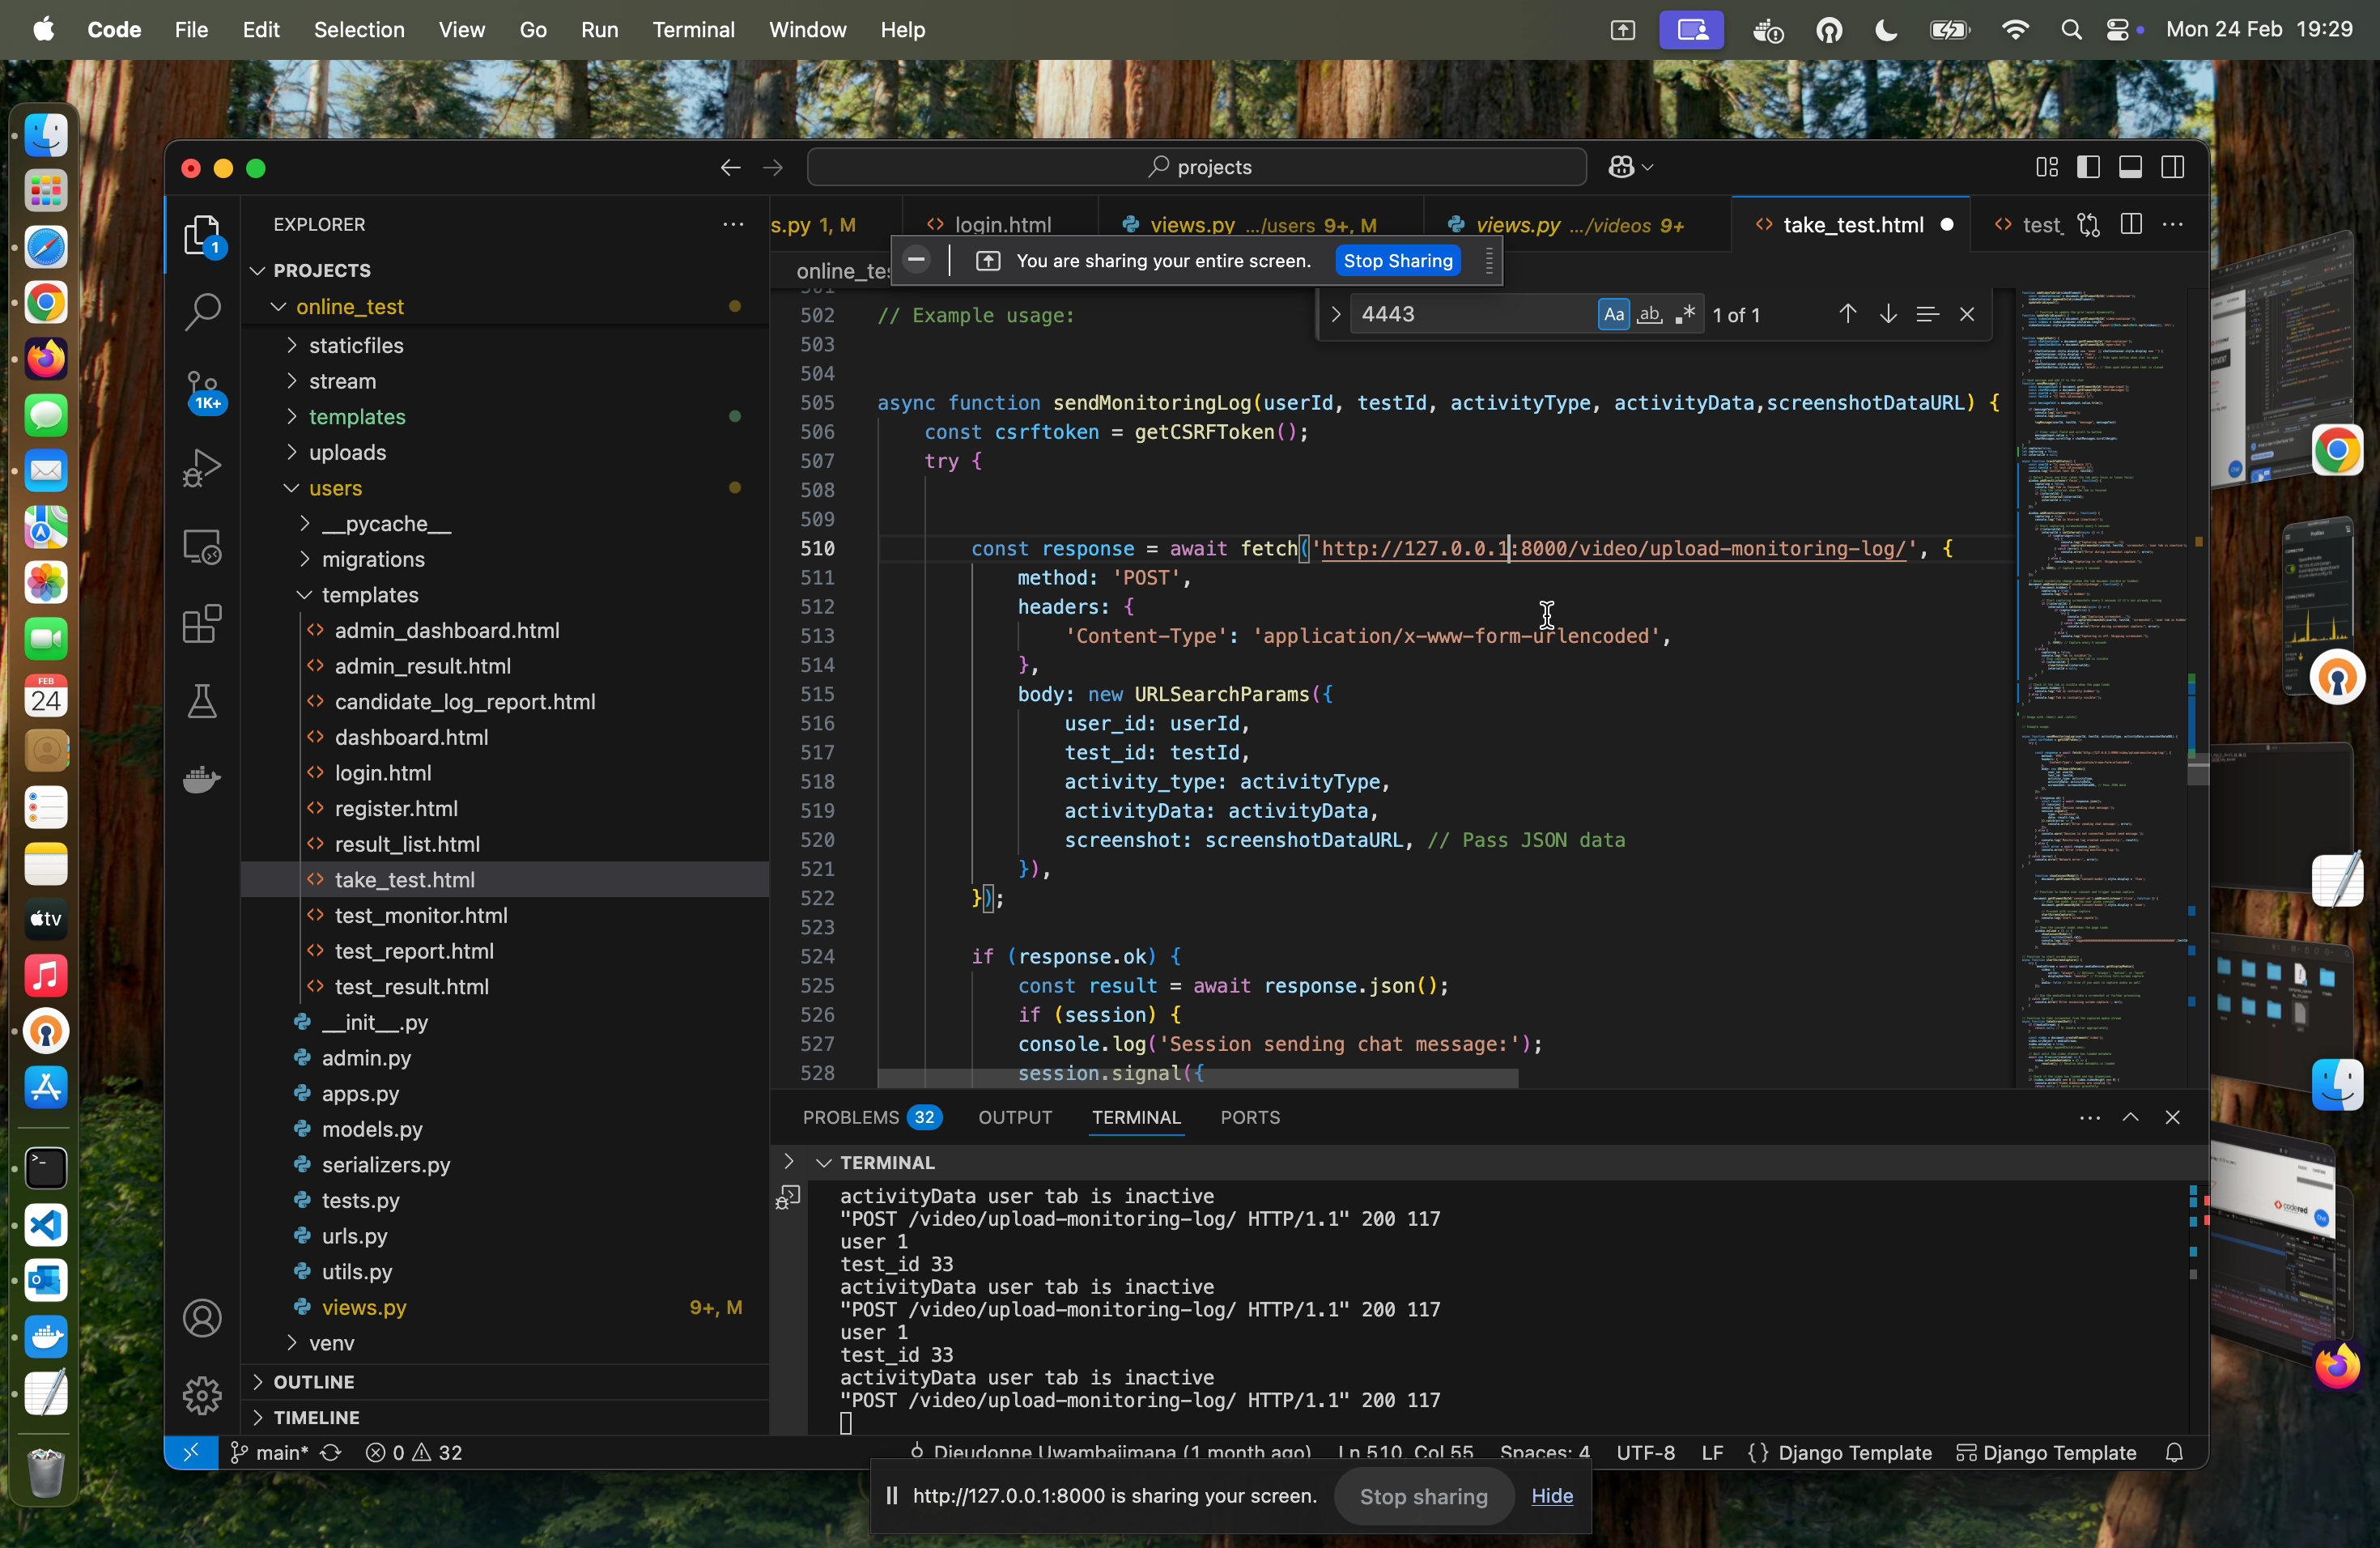 Code File Edit Selection View Go Run Terminal Window Help
Mon 24 Feb 19:29
projects
EXPLORER
PROJECTS
online_test
staticfiles
stream
templates
uploads
users
__pycache__
migrations
templates
admin_dashboard.html
admin_result.html
candidate_log_report.html
dashboard.html
login.html
register.html
result_list.html
take_test.html
test_monitor.html
test_report.html
test_result.html
__init__.py
admin.py
apps.py
models.py
serializers.py
tests.py
urls.py
utils.py
views.py 9+, M
venv
OUTLINE
TIMELINE
1
1K+
FEB
24
tv
s.py 1, M
login.html
views.py .../users 9+, M
views.py .../videos 9+
take_test.html
test_
online_te
You are sharing your entire screen. Stop Sharing
4443 Aa ab 1 of 1
502 // Example usage:
503
504
505 async function sendMonitoringLog(userId, testId, activityType, activityData,screenshotDataURL) {
506 const csrftoken = getCSRFToken();
507 try {
508
509
510 const response = await fetch('http://127.0.0.1:8000/video/upload-monitoring-log/', {
511 method: 'POST',
512 headers: {
513 'Content-Type': 'application/x-www-form-urlencoded',
514 },
515 body: new URLSearchParams({
516 user_id: userId,
517 test_id: testId,
518 activity_type: activityType,
519 activityData: activityData,
520 screenshot: screenshotDataURL, // Pass JSON data
521 }),
522 });
523
524 if (response.ok) {
525 const result = await response.json();
526 if (session) {
527 console.log('Session sending chat message:');
528 session.signal({
PROBLEMS 32 OUTPUT TERMINAL PORTS
TERMINAL
activityData user tab is inactive
"POST /video/upload-monitoring-log/ HTTP/1.1" 200 117
user 1
test_id 33
activityData user tab is inactive
"POST /video/upload-monitoring-log/ HTTP/1.1" 200 117
user 1
test_id 33
activityData user tab is inactive
"POST /video/upload-monitoring-log/ HTTP/1.1" 200 117
main* 0 32
Dieudonne Uwambajimana (1 month ago) Ln 510, Col 55 Spaces: 4 UTF-8 LF {} Django Template Django Template
http://127.0.0.1:8000 is sharing your screen. Stop sharing Hide